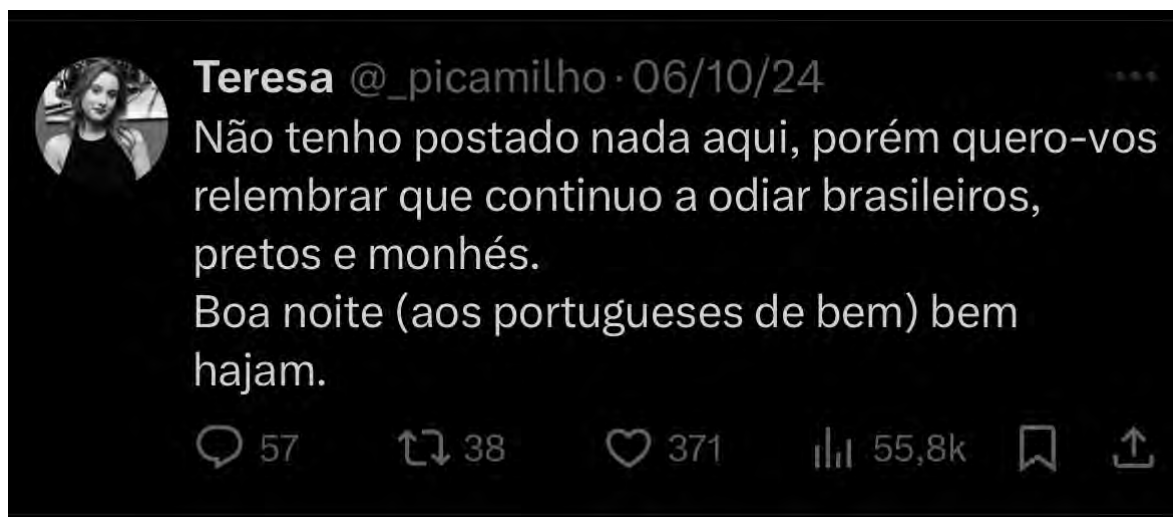 Teresa @_picamilho · 06/10/24
Não tenho postado nada aqui, porém quero-vos
relembrar que continuo a odiar brasileiros,
pretos e monhés.
Boa noite (aos portugueses de bem) bem
hajam.
57 38 371 55,8k